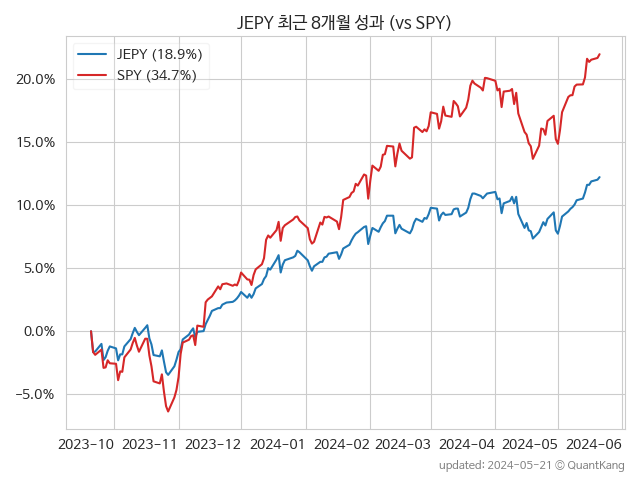 JEPY 최근 8개월 성과 (vs SPY)
JEPY (18.9%)
SPY (34.7%)
20.0%
15.0%
10.0%
5.0%
0.0%
−5.0%
2023−10 2023−11 2023−12 2024−01 2024−02 2024−03 2024−04 2024−05 2024−06
updated: 2024-05-21 © QuantKang